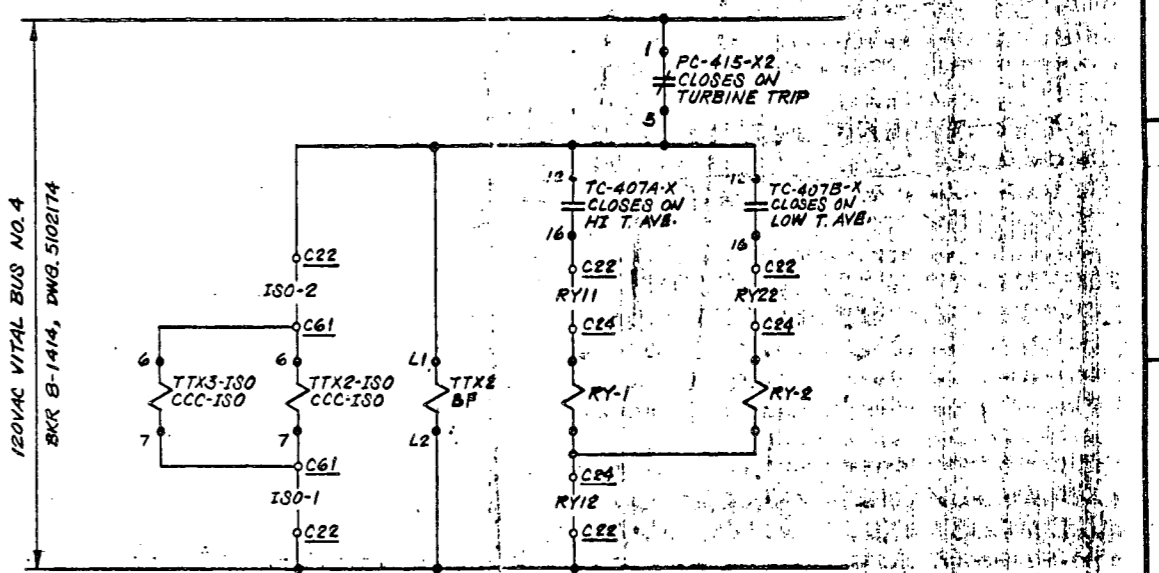 120VAC VITAL BUS NO.4
BKR 8-1414, DWG. 5102174
1
PC-415-X2
CLOSES ON
TURBINE TRIP
5
12
TC-407A-X
CLOSES ON
HI T. AVE.
16
TC-407B-X
CLOSES ON
LOW T. AVE.
16
C22
ISO-2
C61
C22
RY11
C24
C22
RY22
C24
6
TTX3-ISO
CCC-ISO
7
6
TTX2-ISO
CCC-ISO
7
L1
TTX2
BF
L2
RY-1
RY-2
C61
ISO-1
C22
C24
RY12
C22